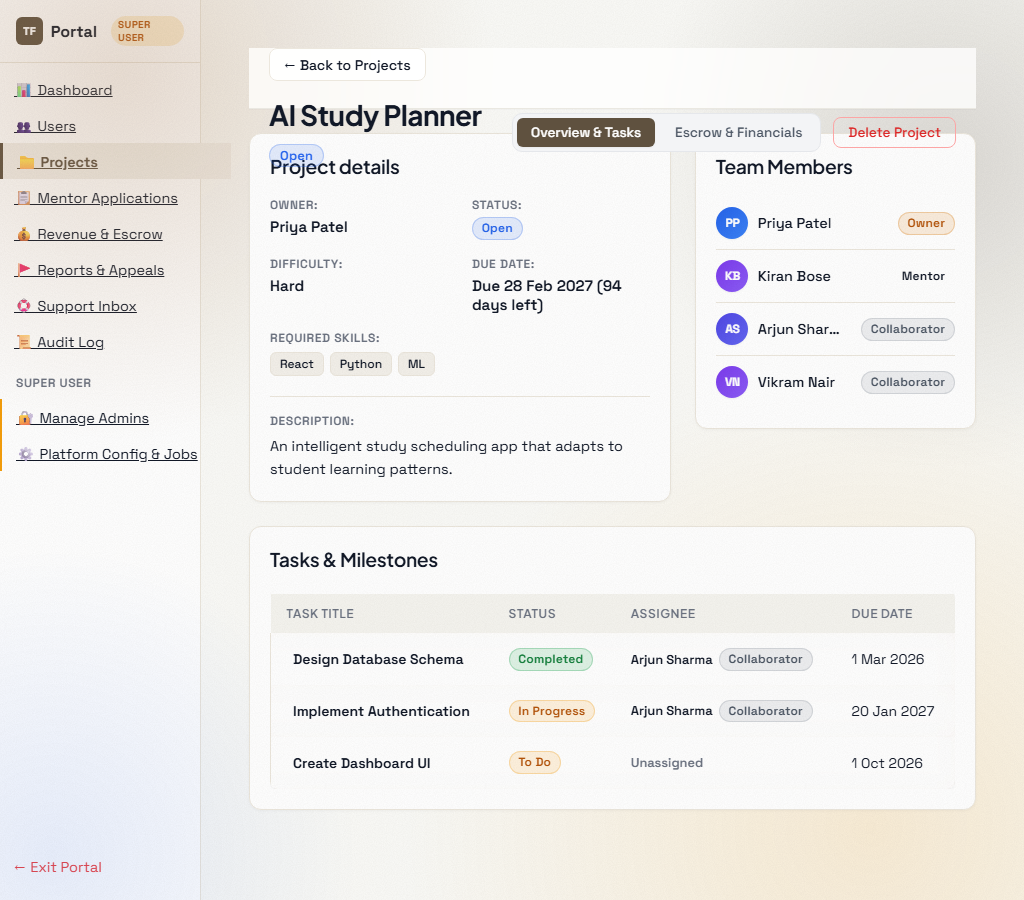 TF Portal SUPER USER
Dashboard
Users
Projects
Mentor Applications
Revenue & Escrow
Reports & Appeals
Support Inbox
Audit Log
SUPER USER
Manage Admins
Platform Config & Jobs
← Exit Portal
← Back to Projects
AI Study Planner
Open
Overview & Tasks
Escrow & Financials
Delete Project
Project details
OWNER:
Priya Patel
STATUS:
Open
DIFFICULTY:
Hard
DUE DATE:
Due 28 Feb 2027 (94
days left)
REQUIRED SKILLS:
React Python ML
DESCRIPTION:
An intelligent study scheduling app that adapts to
student learning patterns.
Team Members
PP Priya Patel Owner
KB Kiran Bose Mentor
AS Arjun Shar... Collaborator
VN Vikram Nair Collaborator
Tasks & Milestones
TASK TITLE STATUS ASSIGNEE DUE DATE
Design Database Schema Completed Arjun Sharma Collaborator 1 Mar 2026
Implement Authentication In Progress Arjun Sharma Collaborator 20 Jan 2027
Create Dashboard UI To Do Unassigned 1 Oct 2026